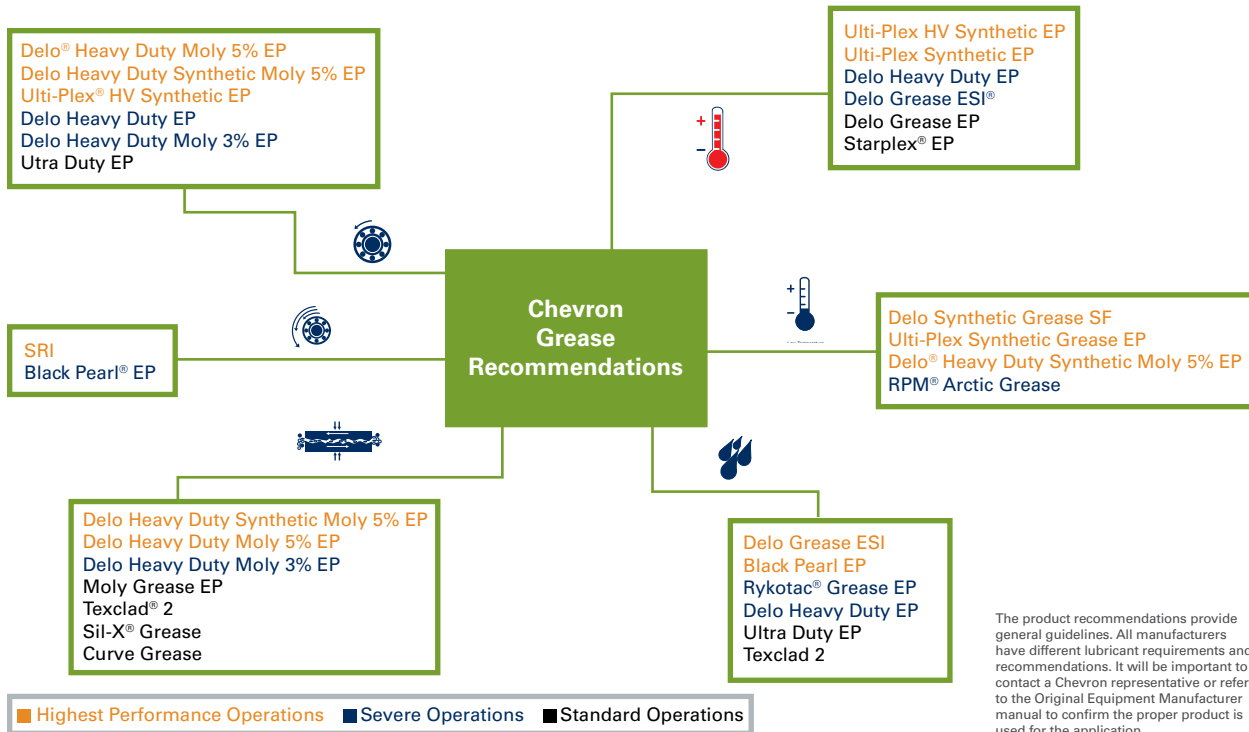 Delo® Heavy Duty Moly 5% EP
Delo Heavy Duty Synthetic Moly 5% EP
Ulti-Plex® HV Synthetic EP
Delo Heavy Duty EP
Delo Heavy Duty Moly 3% EP
Utra Duty EP
Ulti-Plex HV Synthetic EP
Ulti-Plex Synthetic EP
Delo Heavy Duty EP
Delo Grease ESI®
Delo Grease EP
Starplex® EP
+
−
Chevron
Grease
Recommendations
+
−
SRI
Black Pearl® EP
Delo Synthetic Grease SF
Ulti-Plex Synthetic Grease EP
Delo® Heavy Duty Synthetic Moly 5% EP
RPM® Arctic Grease
Delo Heavy Duty Synthetic Moly 5% EP
Delo Heavy Duty Moly 5% EP
Delo Heavy Duty Moly 3% EP
Moly Grease EP
Texclad® 2
Sil-X® Grease
Curve Grease
Delo Grease ESI
Black Pearl EP
Rykotac® Grease EP
Delo Heavy Duty EP
Ultra Duty EP
Texclad 2
The product recommendations provide
general guidelines. All manufacturers
have different lubricant requirements and
recommendations. It will be important to
contact a Chevron representative or refer
to the Original Equipment Manufacturer
manual to confirm the proper product is
used for the application.
Highest Performance Operations Severe Operations Standard Operations